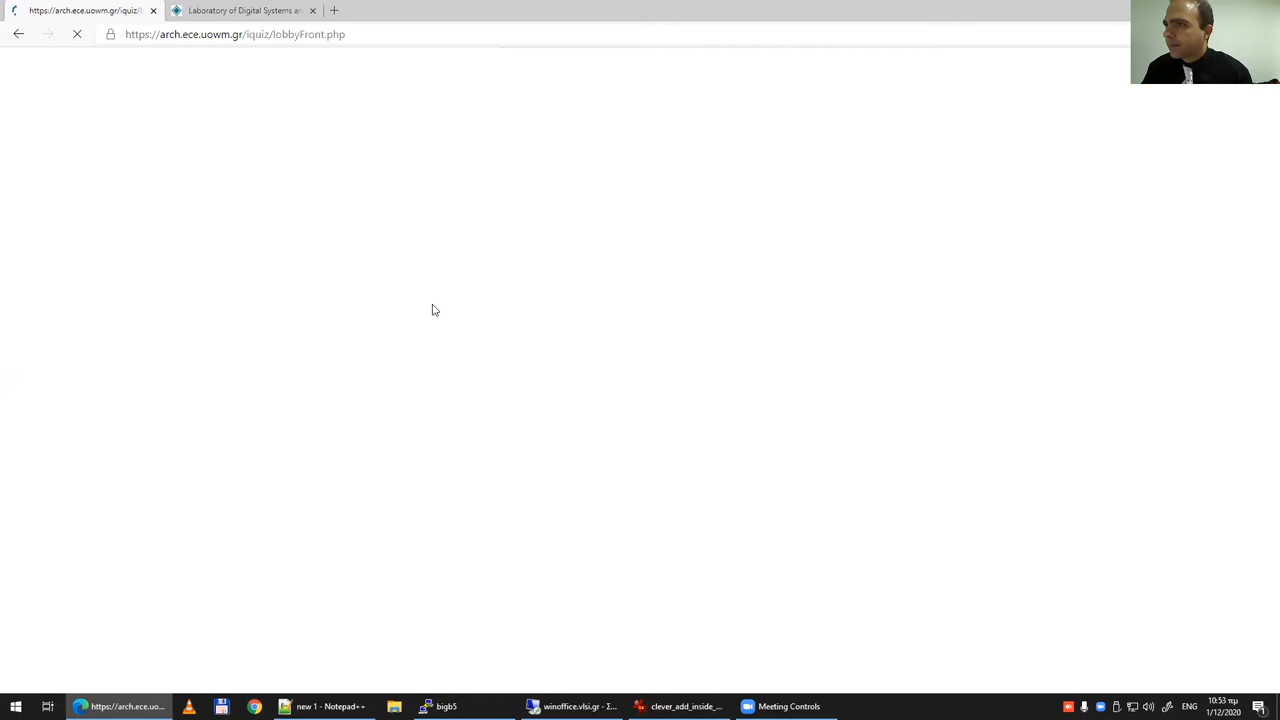 https://arch.ece.uowm.gr/iquiz/l
Laboratory of Digital Systems an
https://arch.ece.uowm.gr/iquiz/lobbyFront.php
https://arch.ece.uo...
new 1 - Notepad++
bigb5
winoffice.vlsi.gr - Σ...
clever_add_inside_...
Meeting Controls
ENG
10:53 πμ
1/12/2020